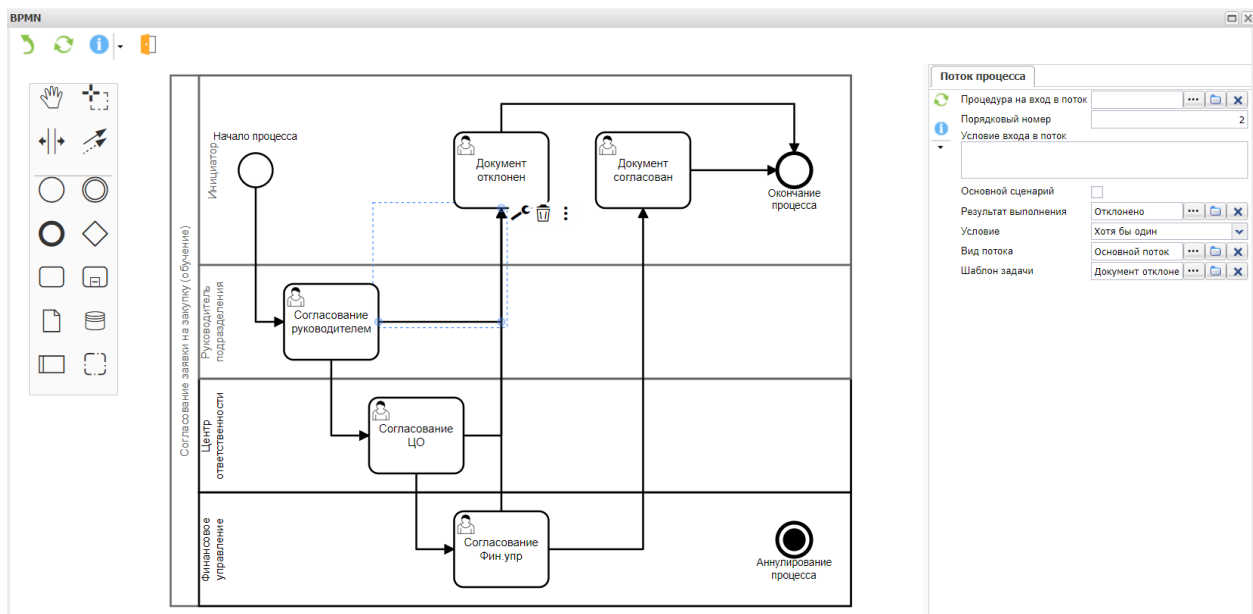 BPMN
Поток процесса
Процедура на вход в поток
Порядковый номер 2
Условие входа в поток
Основной сценарий
Результат выполнения Отклонено
Условие Хотя бы один
Вид потока Основной поток
Шаблон задачи Документ отклоне
Согласование заявки на закупку (обучение)
Инициатор
Начало процесса
Документ
отклонен
Документ
согласован
Окончание
процесса
Руководитель
подразделения
Согласование
руководителем
Центр
ответственности
Согласование
ЦО
Финансовое
управление
Согласование
Фин.упр
Аннулирование
процесса